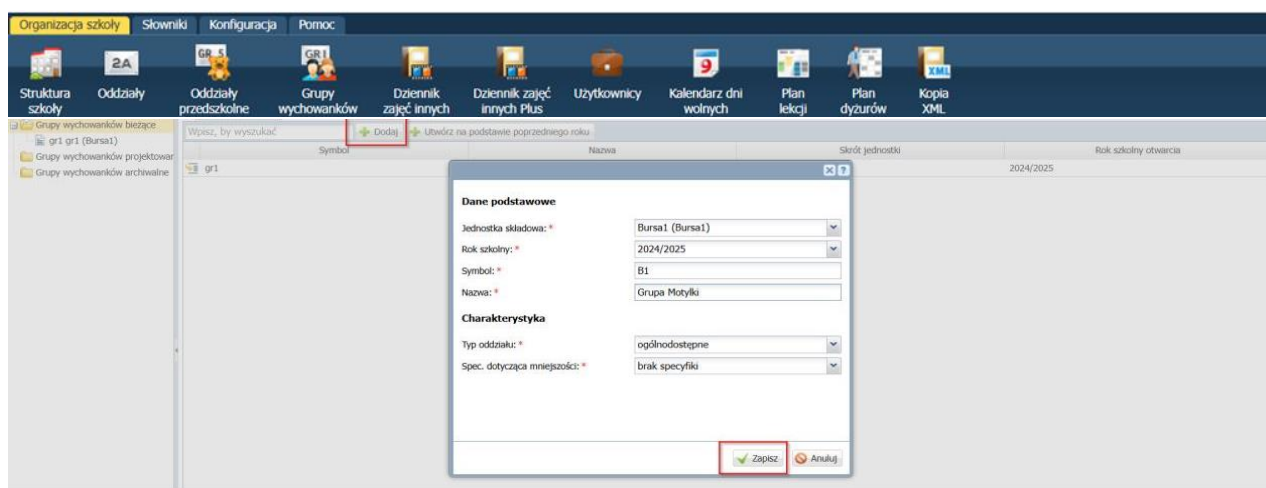 Organizacja szkoły Słowniki Konfiguracja Pomoc
2A GR 5 GR1 9 XML
Struktura szkoły Oddziały Oddziały przedszkolne Grupy wychowanków Dziennik zajęć innych Dziennik zajęć innych Plus Użytkownicy Kalendarz dni wolnych Plan lekcji Plan dyżurów Kopia XML
Grupy wychowanków bieżące Wpisz, by wyszukać Dodaj Utwórz na podstawie poprzedniego roku
gr1 gr1 (Bursa1) Symbol Nazwa Skrót jednostki Rok szkolny otwarcia
Grupy wychowanków projektowar
Grupy wychowanków archiwalne gr1 2024/2025
Dane podstawowe
Jednostka składowa: * Bursa1 (Bursa1)
Rok szkolny: * 2024/2025
Symbol: * B1
Nazwa: * Grupa Motylki
Charakterystyka
Typ oddziału: * ogólnodostępne
Spec. dotycząca mniejszości: * brak specyfiki
Zapisz Anuluj